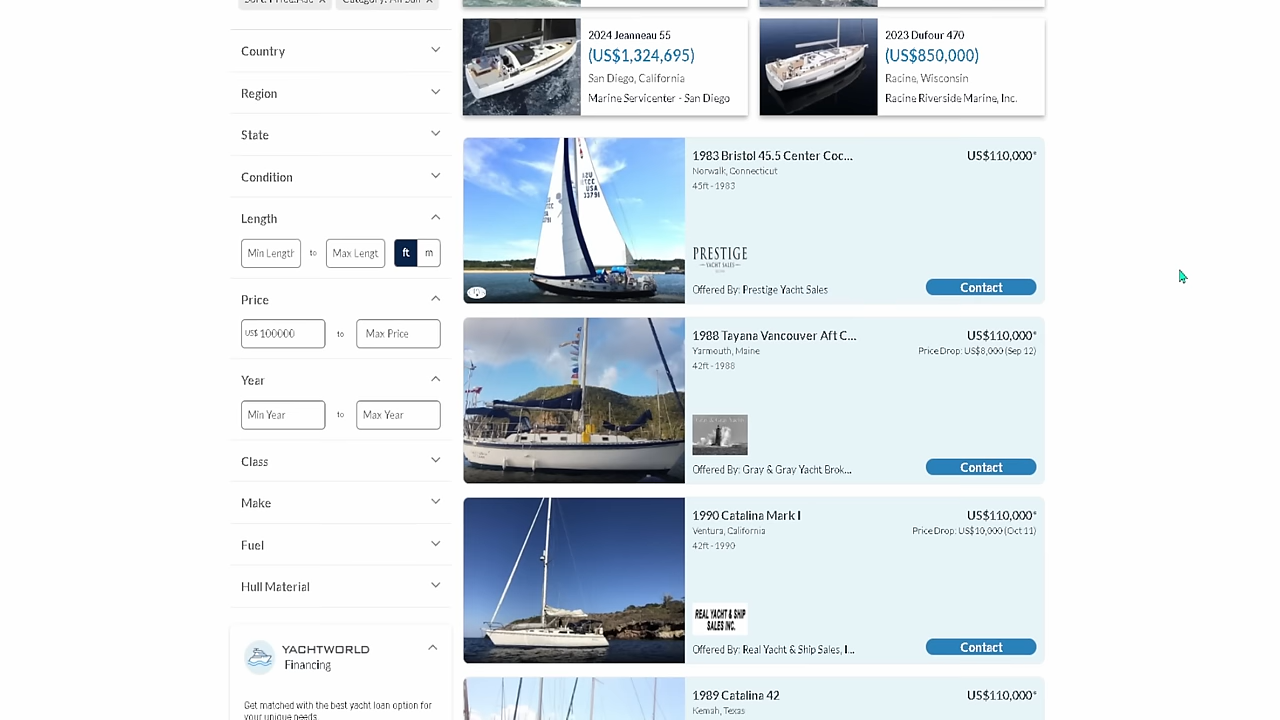 Country
Region
State
Condition
Length
Min Length to Max Lengt ft m
Price
US$ 100000 to Max Price
Year
Min Year to Max Year
Class
Make
Fuel
Hull Material
YACHTWORLD
Financing
Get matched with the best yacht loan option for
your unique needs.
2024 Jeanneau 55
(US$1,324,695)
San Diego, California
Marine Servicenter - San Diego
2023 Dufour 470
(US$850,000)
Racine, Wisconsin
Racine Riverside Marine, Inc.
1983 Bristol 45.5 Center Coc... US$110,000*
Norwalk, Connecticut
45ft - 1983
PRESTIGE
YACHT SALES
Offered By: Prestige Yacht Sales Contact
1988 Tayana Vancouver Aft C... US$110,000*
Yarmouth, Maine Price Drop: US$8,000 (Sep 12)
42ft - 1988
Offered By: Gray & Gray Yacht Brok... Contact
1990 Catalina Mark I US$110,000*
Ventura, California Price Drop: US$10,000 (Oct 11)
42ft - 1990
REAL YACHT & SHIP
SALES INC.
Offered By: Real Yacht & Ship Sales, I... Contact
1989 Catalina 42 US$110,000*
Kemah, Texas